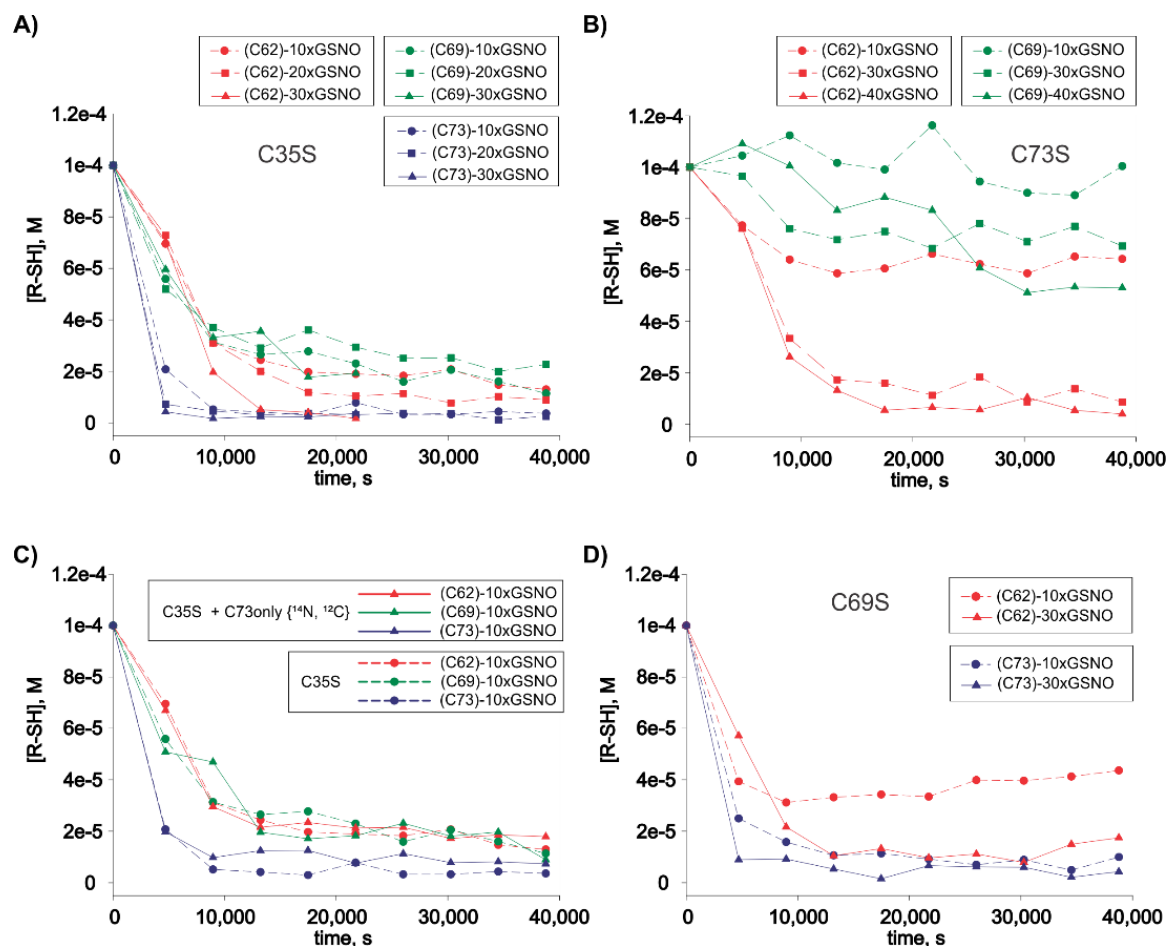 A)
(C62)-10xGSNO
(C62)-20xGSNO
(C62)-30xGSNO
(C69)-10xGSNO
(C69)-20xGSNO
(C69)-30xGSNO
(C73)-10xGSNO
(C73)-20xGSNO
(C73)-30xGSNO
C35S
[R-SH], M
1.2e-4
1e-4
8e-5
6e-5
4e-5
2e-5
0
0 10,000 20,000 30,000 40,000
time, s
B)
(C62)-10xGSNO
(C62)-30xGSNO
(C62)-40xGSNO
(C69)-10xGSNO
(C69)-30xGSNO
(C69)-40xGSNO
C73S
[R-SH], M
1.2e-4
1e-4
8e-5
6e-5
4e-5
2e-5
0
0 10,000 20,000 30,000 40,000
time, s
C)
C35S + C73only {¹⁴N, ¹²C}
(C62)-10xGSNO
(C69)-10xGSNO
(C73)-10xGSNO
C35S
(C62)-10xGSNO
(C69)-10xGSNO
(C73)-10xGSNO
[R-SH], M
1.2e-4
1e-4
8e-5
6e-5
4e-5
2e-5
0
0 10,000 20,000 30,000 40,000
time, s
D)
C69S
(C62)-10xGSNO
(C62)-30xGSNO
(C73)-10xGSNO
(C73)-30xGSNO
[R-SH], M
1.2e-4
1e-4
8e-5
6e-5
4e-5
2e-5
0
0 10,000 20,000 30,000 40,000
time, s